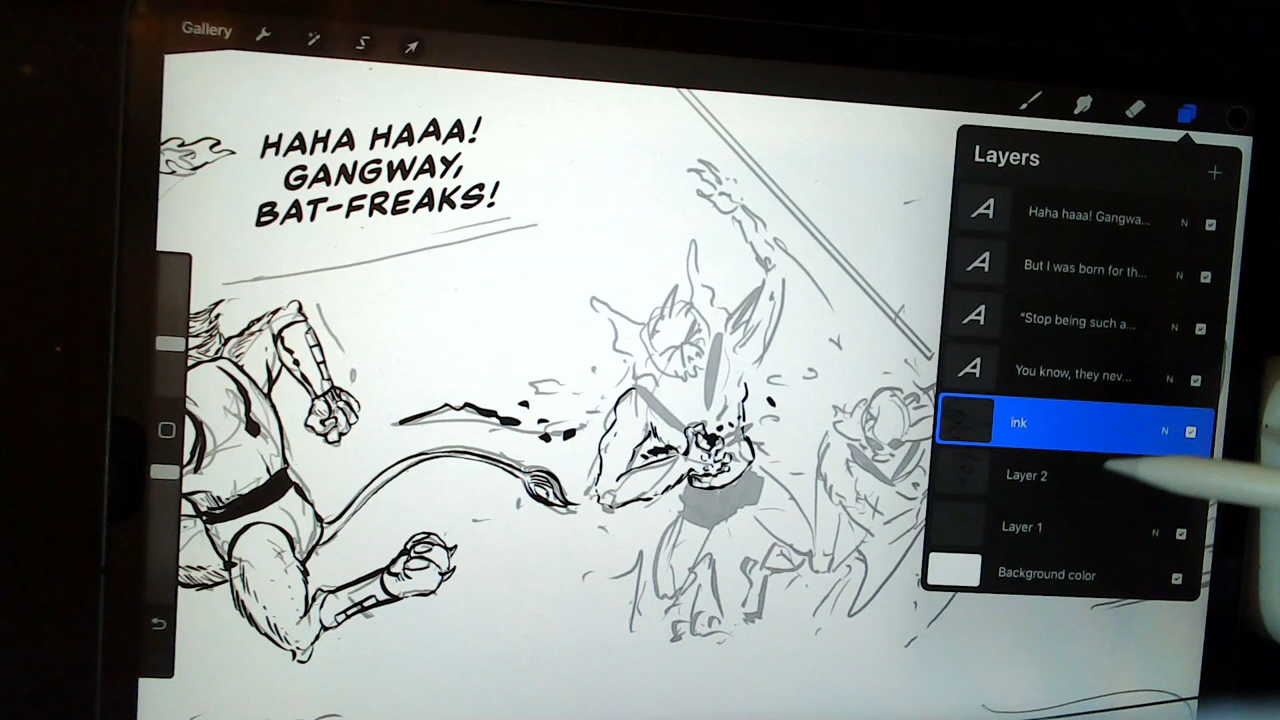 Gallery
HAHA HAAA!
GANGWAY,
BAT-FREAKS!
Layers
Haha haaa! Gangwa... N
But I was born for th... N
"Stop being such a... N
You know, they nev... N
ink N
Layer 2
Layer 1 N
Background color